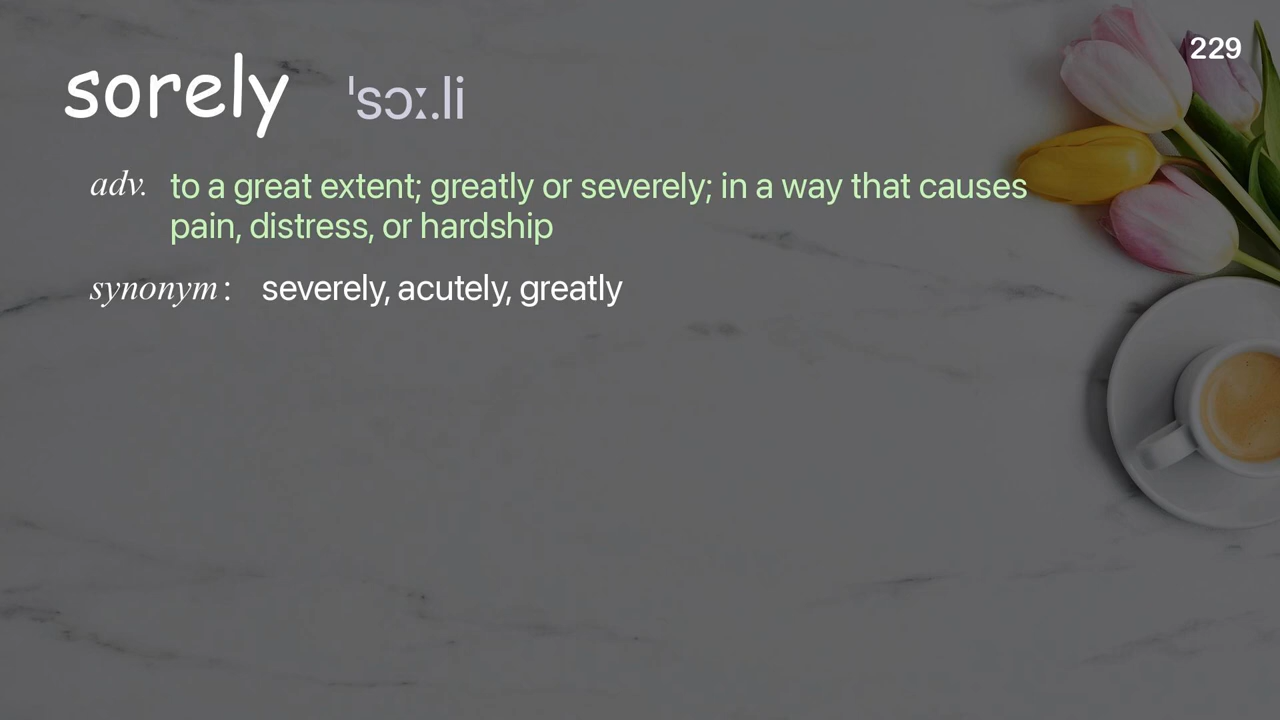 229
sorely ˈsɔː.li
adv. to a great extent; greatly or severely; in a way that causes
pain, distress, or hardship
synonym : severely, acutely, greatly